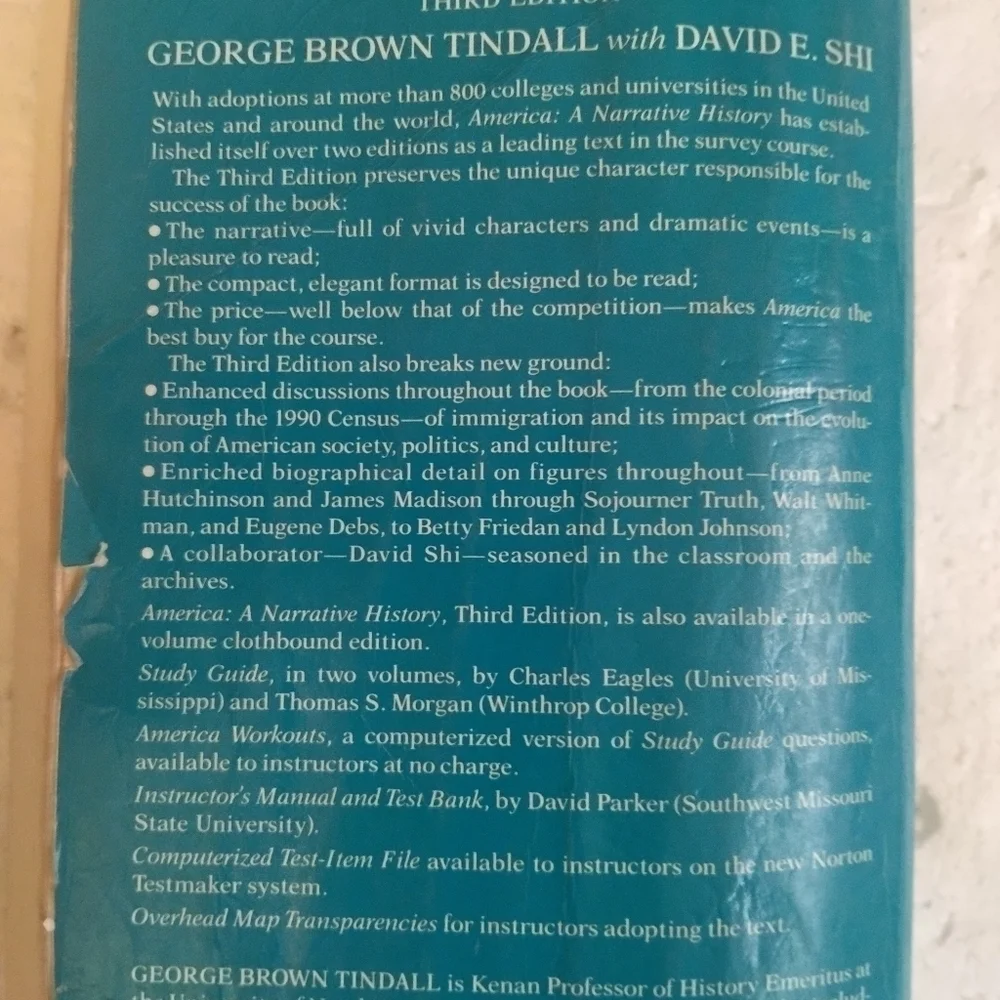 THIRD EDITION
GEORGE BROWN TINDALL with DAVID E. SHI
With adoptions at more than 800 colleges and universities in the United
States and around the world, America: A Narrative History has estab-
lished itself over two editions as a leading text in the survey course.
The Third Edition preserves the unique character responsible for the
success of the book:
● The narrative—full of vivid characters and dramatic events—is a
pleasure to read;
● The compact, elegant format is designed to be read;
● The price—well below that of the competition—makes America the
best buy for the course.
The Third Edition also breaks new ground:
● Enhanced discussions throughout the book—from the colonial period
through the 1990 Census—of immigration and its impact on the evolu-
tion of American society, politics, and culture;
● Enriched biographical detail on figures throughout—from Anne
Hutchinson and James Madison through Sojourner Truth, Walt Whit-
man, and Eugene Debs, to Betty Friedan and Lyndon Johnson;
● A collaborator—David Shi—seasoned in the classroom and the
archives.
America: A Narrative History, Third Edition, is also available in a one-
volume clothbound edition.
Study Guide, in two volumes, by Charles Eagles (University of Mis-
sissippi) and Thomas S. Morgan (Winthrop College).
America Workouts, a computerized version of Study Guide questions,
available to instructors at no charge.
Instructor's Manual and Test Bank, by David Parker (Southwest Missouri
State University).
Computerized Test-Item File available to instructors on the new Norton
Testmaker system.
Overhead Map Transparencies for instructors adopting the text.
GEORGE BROWN TINDALL is Kenan Professor of History Emeritus at
the University of